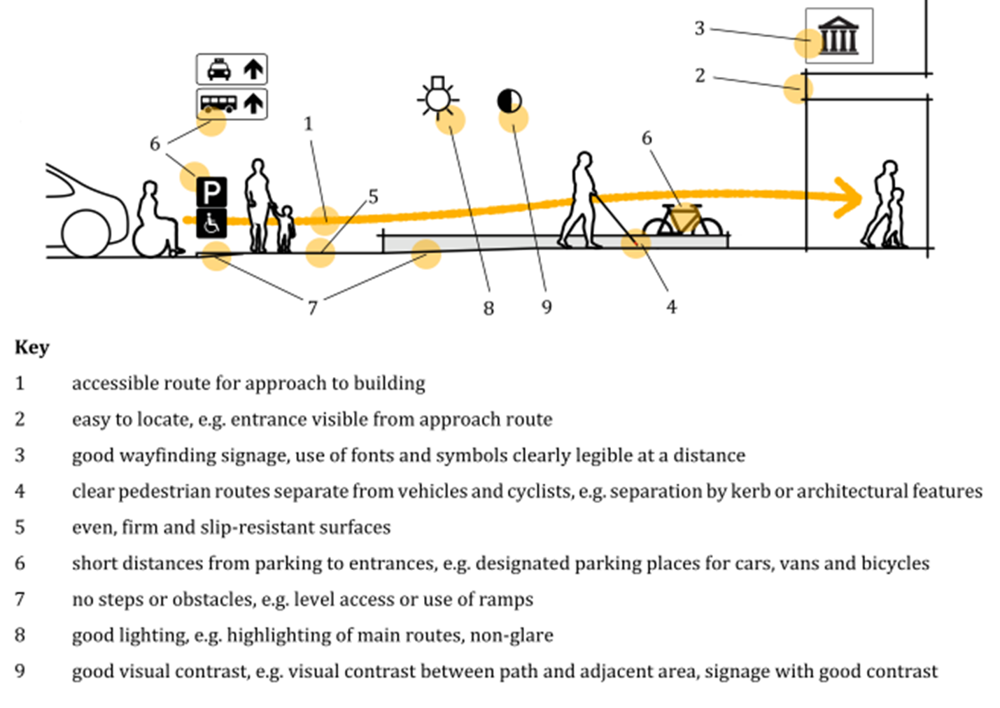 3
2
6
1
5
6
P
7
8
9
4
Key
1 accessible route for approach to building
2 easy to locate, e.g. entrance visible from approach route
3 good wayfinding signage, use of fonts and symbols clearly legible at a distance
4 clear pedestrian routes separate from vehicles and cyclists, e.g. separation by kerb or architectural features
5 even, firm and slip-resistant surfaces
6 short distances from parking to entrances, e.g. designated parking places for cars, vans and bicycles
7 no steps or obstacles, e.g. level access or use of ramps
8 good lighting, e.g. highlighting of main routes, non-glare
9 good visual contrast, e.g. visual contrast between path and adjacent area, signage with good contrast